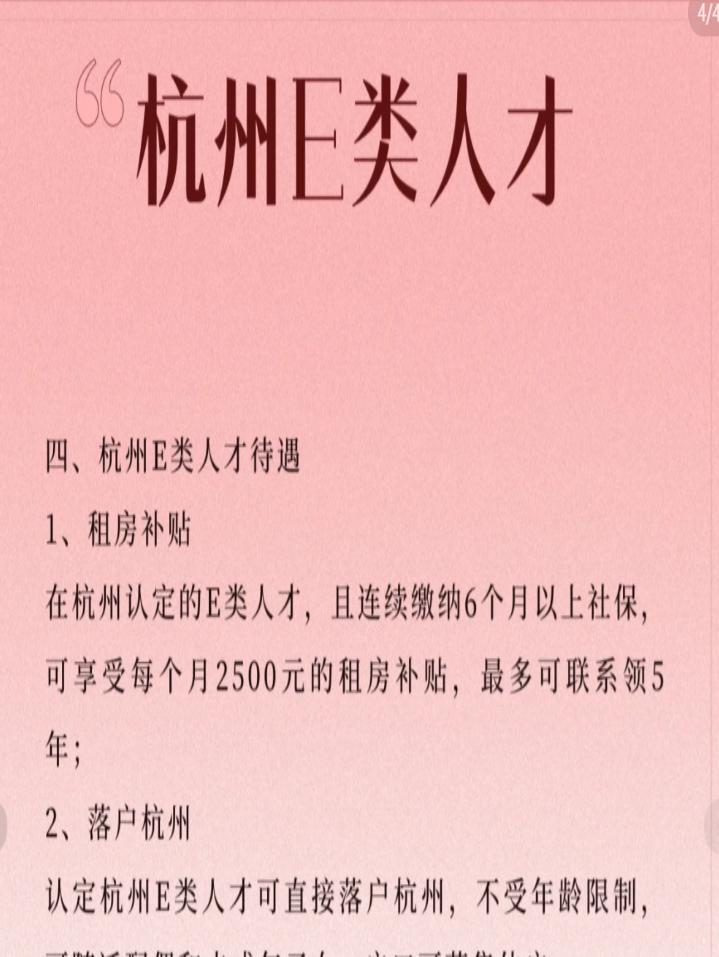 4/4
“杭州E类人才
四、杭州E类人才待遇
1、租房补贴
在杭州认定的E类人才，且连续缴纳6个月以上社保，
可享受每个月2500元的租房补贴，最多可联系领5
年；
2、落户杭州
认定杭州E类人才可直接落户杭州，不受年龄限制，